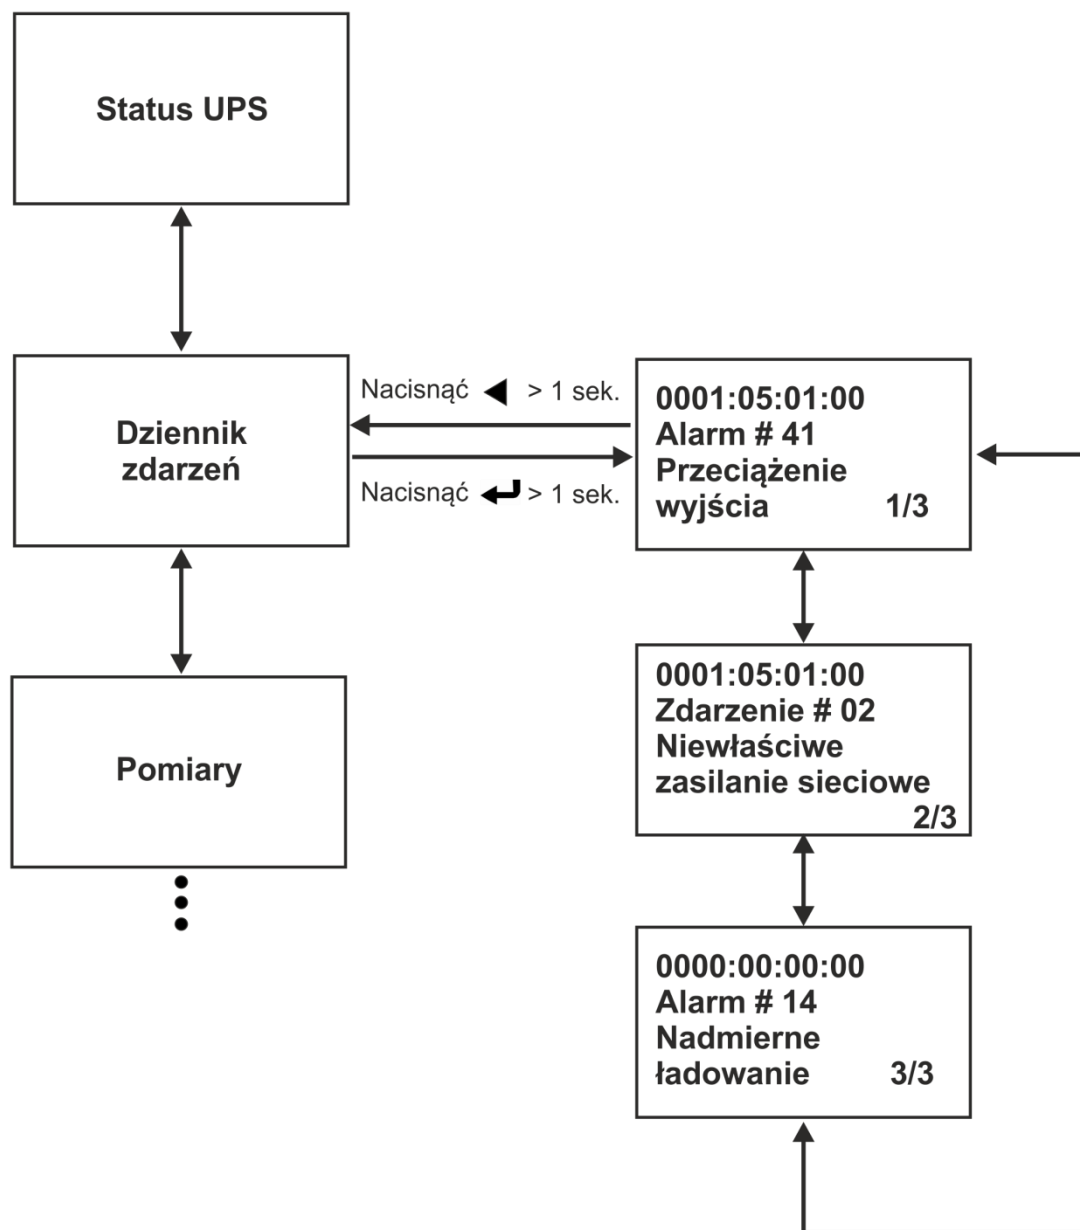 Status UPS
Dziennik
zdarzeń
Nacisnąć ◀ > 1 sek.
Nacisnąć ↵ > 1 sek.
0001:05:01:00
Alarm # 41
Przeciążenie
wyjścia 1/3
Pomiary
0001:05:01:00
Zdarzenie # 02
Niewłaściwe
zasilanie sieciowe
2/3
0000:00:00:00
Alarm # 14
Nadmierne
ładowanie 3/3